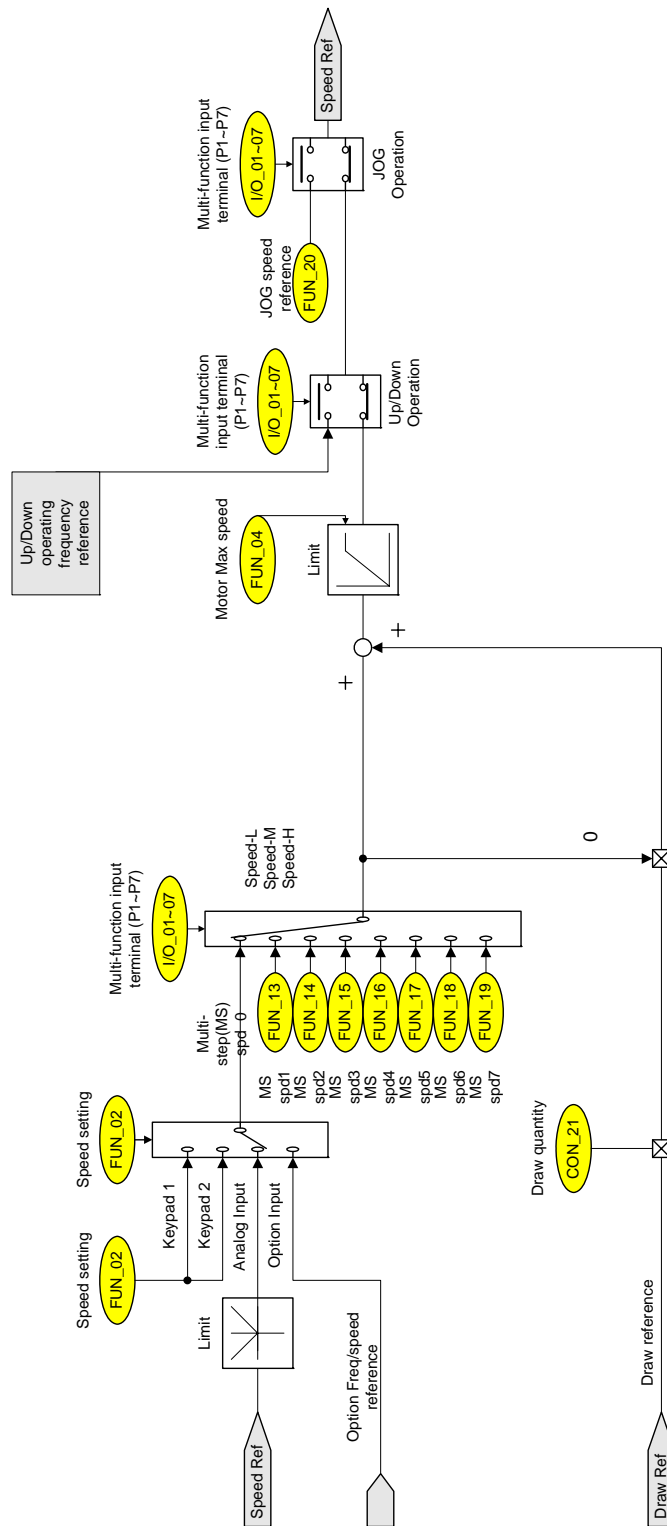 Speed Ref
Limit
Option Freq/speed
reference
Speed setting
FUN_02
Keypad 1
Keypad 2
Analog Input
Option Input
Speed setting
FUN_02
Multi-
step(MS)
spd 0
MS
spd1
MS
spd2
MS
spd3
MS
spd4
MS
spd5
MS
spd6
MS
spd7
FUN_13
FUN_14
FUN_15
FUN_16
FUN_17
FUN_18
FUN_19
Multi-function input
terminal (P1~P7)
I/O_01~07
Speed-L
Speed-M
Speed-H
0
+
+
Draw Ref
Draw reference
Draw quantity
CON_21
Motor Max speed
FUN_04
Limit
Up/Down
operating
frequency
reference
Multi-function
input terminal
(P1~P7)
I/O_01~07
Up/Down
Operation
JOG speed
reference
FUN_20
Multi-function input
terminal (P1~P7)
I/O_01~07
JOG
Operation
Speed Ref